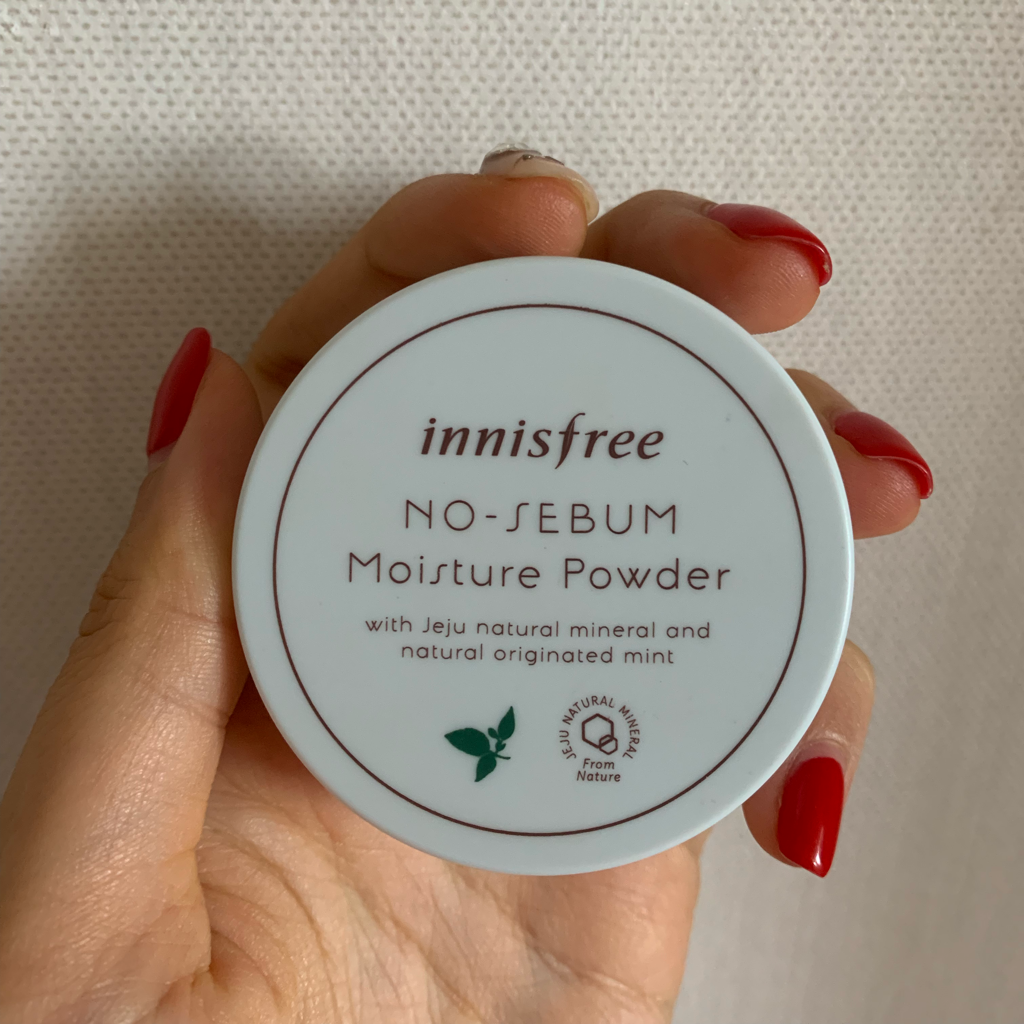 innisfree
NO-SEBUM
Moisture Powder
with Jeju natural mineral and
natural originated mint
JEJU NATURAL MINERAL
From
Nature